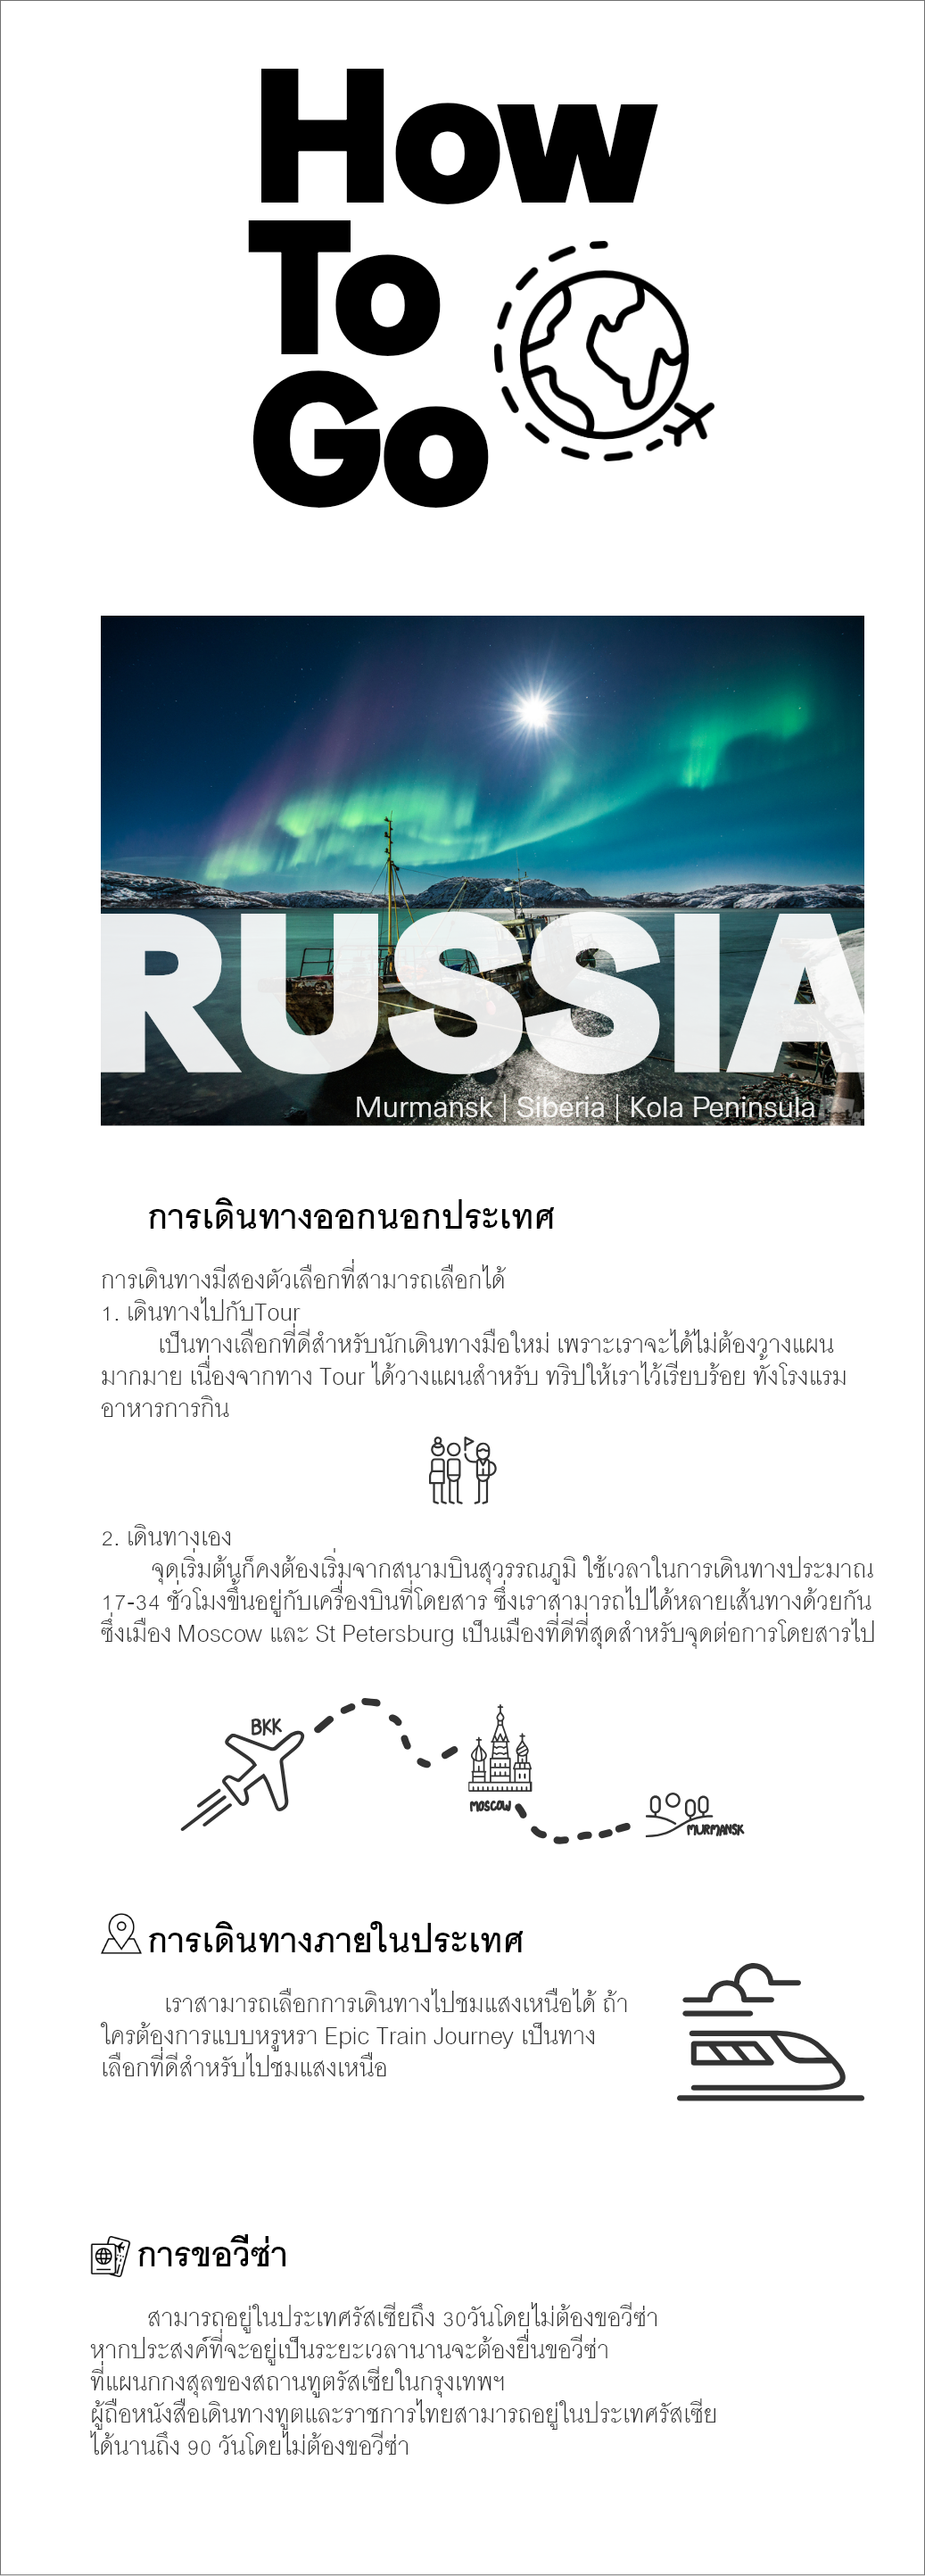 How
To
Go
RUSSIA
Murmansk | Siberia | Kola Peninsula
การเดินทางออกนอกประเทศ
การเดินทางมีสองตัวเลือกที่สามารถเลือกได้
1. เดินทางไปกับTour
เป็นทางเลือกที่ดีสำหรับนักเดินทางมือใหม่ เพราะเราจะได้ไม่ต้องวางแผน
มากมาย เนื่องจากทาง Tour ได้วางแผนสำหรับ ทริปให้เราไว้เรียบร้อย ทั้งโรงแรม
อาหารการกิน
2. เดินทางเอง
จุดเริ่มต้นก็คงต้องเริ่มจากสนามบินสุวรรณภูมิ ใช้เวลาในการเดินทางประมาณ
17-34 ชั่วโมงขึ้นอยู่กับเครื่องบินที่โดยสาร ซึ่งเราสามารถไปได้หลายเส้นทางด้วยกัน
ซึ่งเมือง Moscow และ St Petersburg เป็นเมืองที่ดีที่สุดสำหรับจุดต่อการโดยสารไป
BKK
MOSCOW
MURMANSK
การเดินทางภายในประเทศ
เราสามารถเลือกการเดินทางไปชมแสงเหนือได้ ถ้า
ใครต้องการแบบหรูหรา Epic Train Journey เป็นทาง
เลือกที่ดีสำหรับไปชมแสงเหนือ
การขอวีซ่า
สามารถอยู่ในประเทศรัสเซียถึง 30วันโดยไม่ต้องขอวีซ่า
หากประสงค์ที่จะอยู่เป็นระยะเวลานานจะต้องยื่นขอวีซ่า
ที่แผนกกงสุลของสถานทูตรัสเซียในกรุงเทพฯ
ผู้ถือหนังสือเดินทางทูตและราชการไทยสามารถอยู่ในประเทศรัสเซีย
ได้นานถึง 90 วันโดยไม่ต้องขอวีซ่า